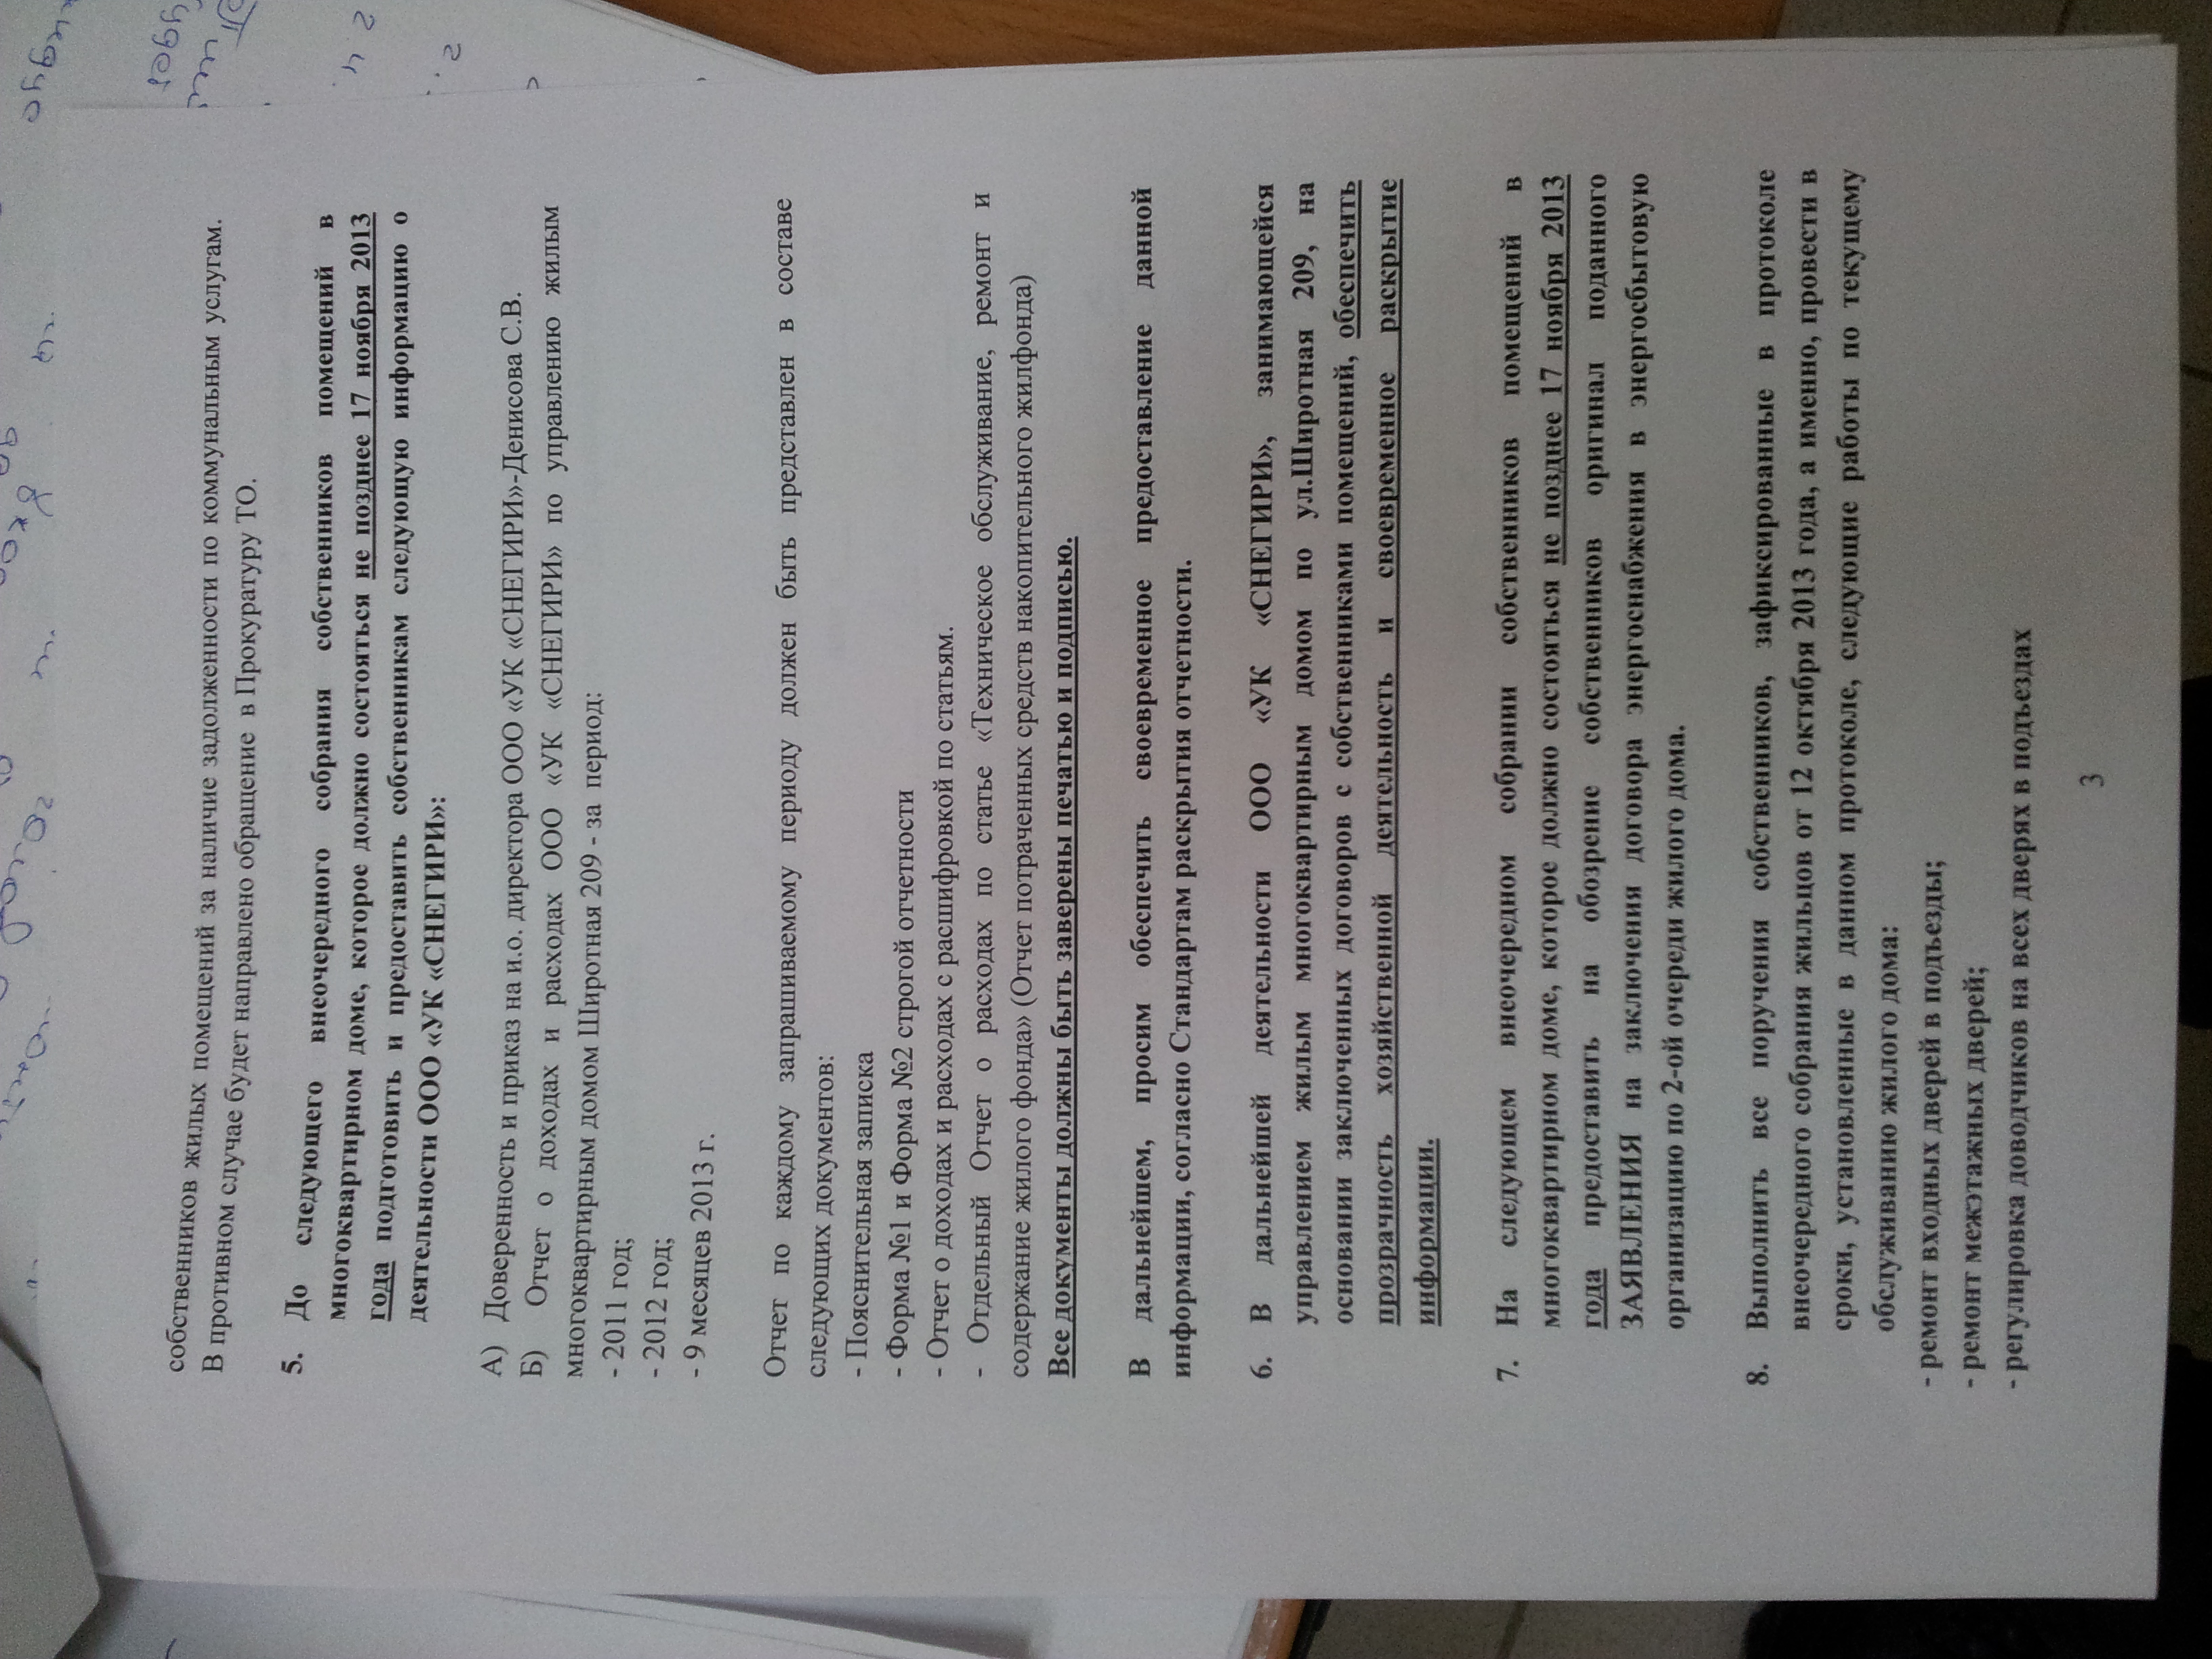 собственников жилых помещений за наличие задолженности по коммунальным услугам.
В противном случае будет направлено обращение в Прокуратуру ТО.
5. До следующего внеочередного собрания собственников помещений в
многоквартирном доме, которое должно состояться не позднее 17 ноября 2013
года подготовить и предоставить собственникам следующую информацию о
деятельности ООО «УК «СНЕГИРИ»:
А) Доверенность и приказ на и.о. директора ООО «УК «СНЕГИРИ»-Денисова С.В.
Б) Отчет о доходах и расходах ООО «УК «СНЕГИРИ» по управлению жилым
многоквартирным домом Широтная 209 - за период:
- 2011 год;
- 2012 год;
- 9 месяцев 2013 г.
Отчет по каждому запрашиваемому периоду должен быть представлен в составе
следующих документов:
- Пояснительная записка
- Форма №1 и Форма №2 строгой отчетности
- Отчет о доходах и расходах с расшифровкой по статьям.
- Отдельный Отчет о расходах по статье «Техническое обслуживание, ремонт и
содержание жилого фонда» (Отчет потраченных средств накопительного жилфонда)
Все документы должны быть заверены печатью и подписью.
В дальнейшем, просим обеспечить своевременное предоставление данной
информации, согласно Стандартам раскрытия отчетности.
6. В дальнейшей деятельности ООО «УК «СНЕГИРИ», занимающейся
управлением жилым многоквартирным домом по ул.Широтная 209, на
основании заключенных договоров с собственниками помещений, обеспечить
прозрачность хозяйственной деятельность и своевременное раскрытие
информации.
7. На следующем внеочередном собрании собственников помещений в
многоквартирном доме, которое должно состояться не позднее 17 ноября 2013
года предоставить на обозрение собственников оригинал поданного
ЗАЯВЛЕНИЯ на заключения договора энергоснабжения в энергосбытовую
организацию по 2-ой очереди жилого дома.
8. Выполнить все поручения собственников, зафиксированные в протоколе
внеочередного собрания жильцов от 12 октября 2013 года, а именно, провести в
сроки, установленные в данном протоколе, следующие работы по текущему
обслуживанию жилого дома:
- ремонт входных дверей в подъезды;
- ремонт межэтажных дверей;
- регулировка доводчиков на всех дверях в подъездах
3